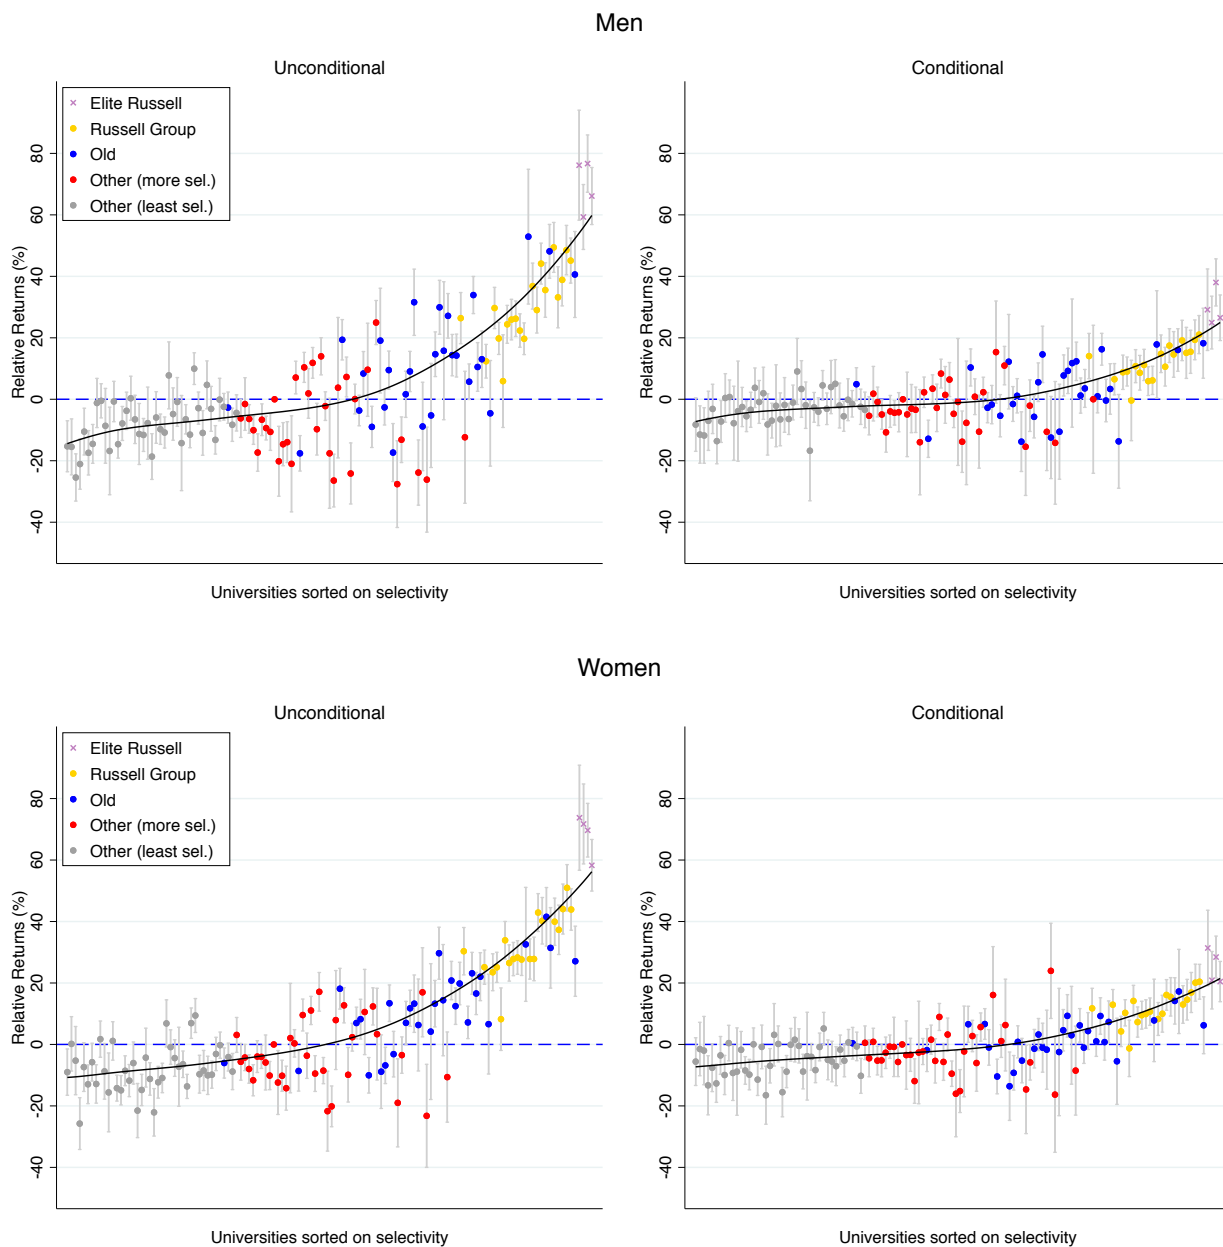 Men
Unconditional
Conditional
Elite Russell
Russell Group
Old
Other (more sel.)
Other (least sel.)
Relative Returns (%)
80
60
40
20
0
-20
-40
Universities sorted on selectivity
Relative Returns (%)
80
60
40
20
0
-20
-40
Universities sorted on selectivity
Women
Unconditional
Conditional
Elite Russell
Russell Group
Old
Other (more sel.)
Other (least sel.)
Relative Returns (%)
80
60
40
20
0
-20
-40
Universities sorted on selectivity
Relative Returns (%)
80
60
40
20
0
-20
-40
Universities sorted on selectivity